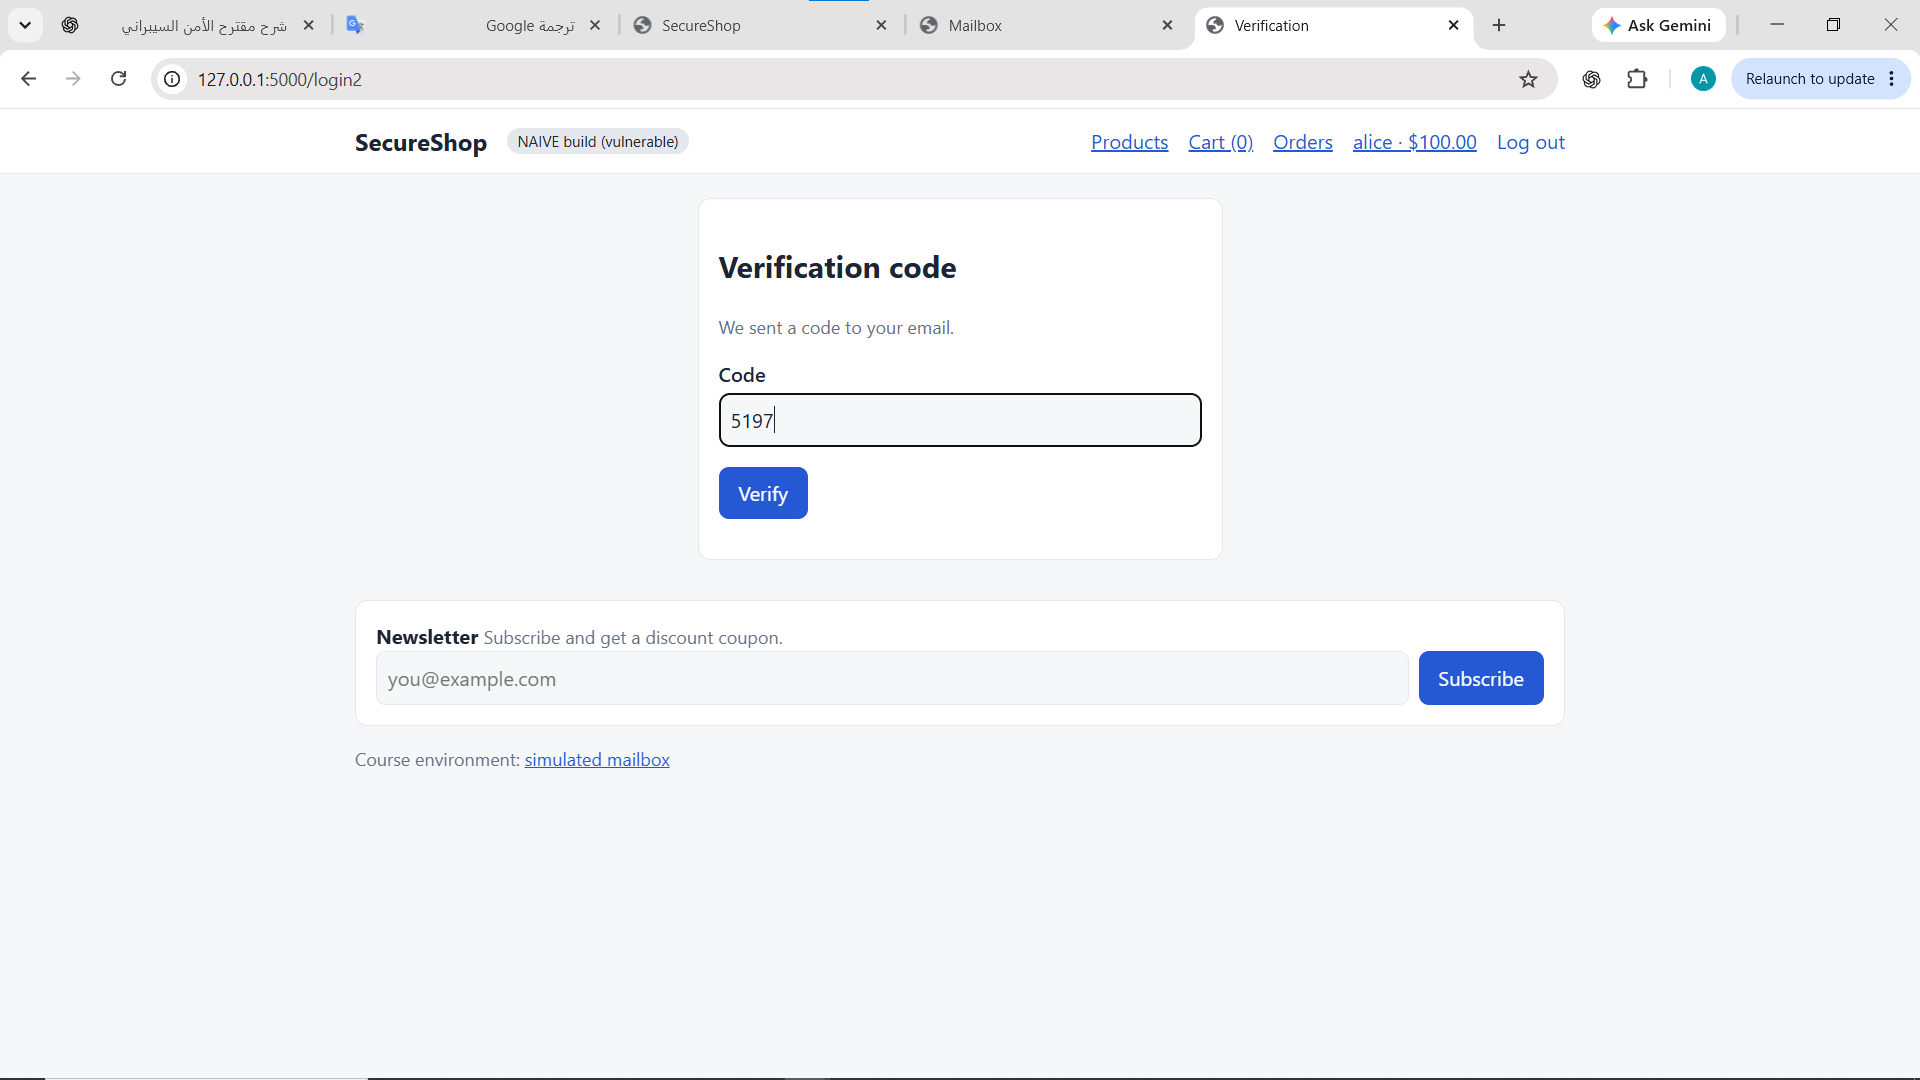 شرح مقترح الأمن السيبراني
ترجمة Google
SecureShop
Mailbox
Verification
Ask Gemini
127.0.0.1:5000/login2
A
Relaunch to update
SecureShop NAIVE build (vulnerable)
Products Cart (0) Orders alice · $100.00 Log out
Verification code
We sent a code to your email.
Code
5197
Verify
Newsletter Subscribe and get a discount coupon.
you@example.com Subscribe
Course environment: simulated mailbox